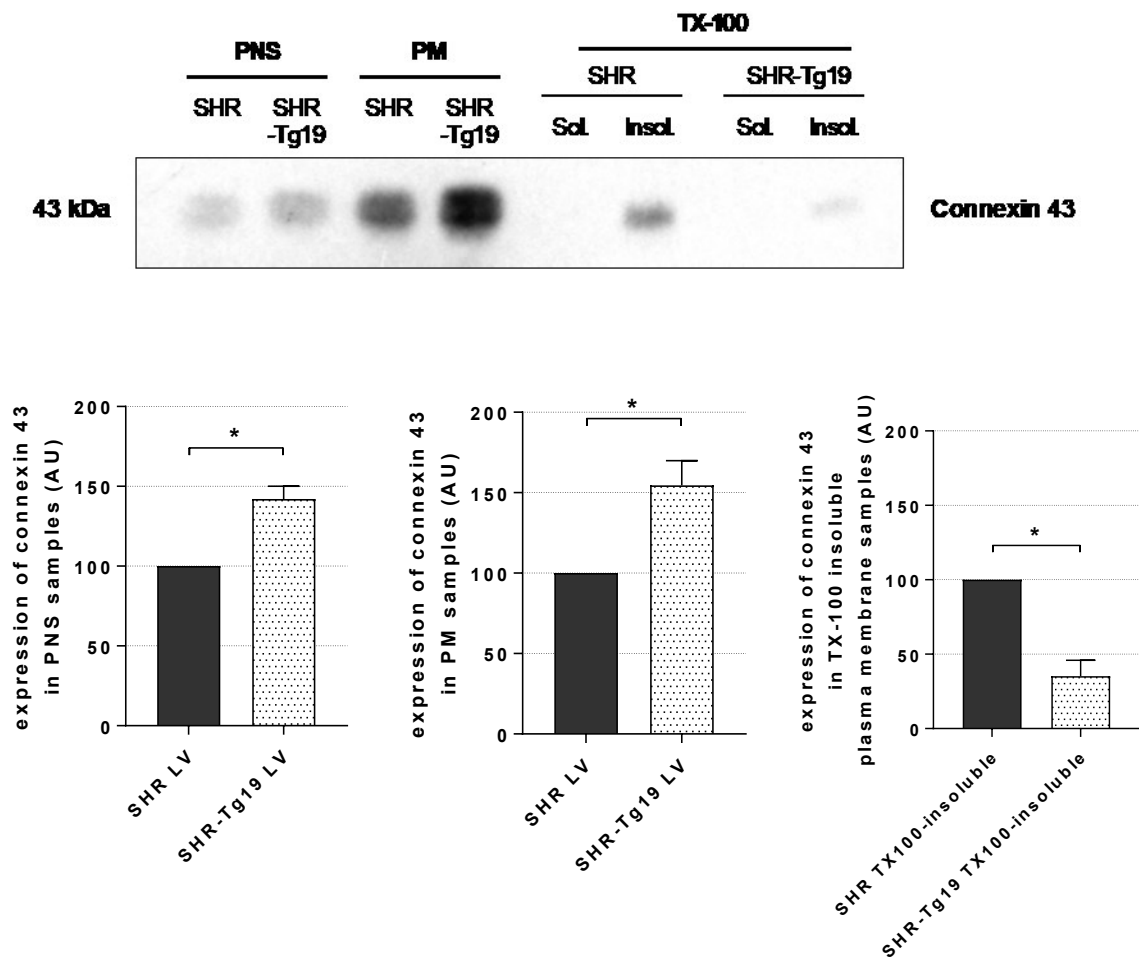 TX-100
PNS PM SHR SHR-Tg19
SHR SHR SHR SHR Sol. Insol. Sol. Insol.
-Tg19 -Tg19
43 kDa Connexin 43
expression of connexin 43
in PNS samples (AU)
200
150
100
50
0
*
SHR LV
SHR-Tg19 LV
expression of connexin 43
in PM samples (AU)
200
150
100
50
0
*
SHR LV
SHR-Tg19 LV
expression of connexin 43
in TX-100 insoluble
plasma membrane samples (AU)
200
150
100
50
0
*
SHR TX100-insoluble
SHR-Tg19 TX100-insoluble